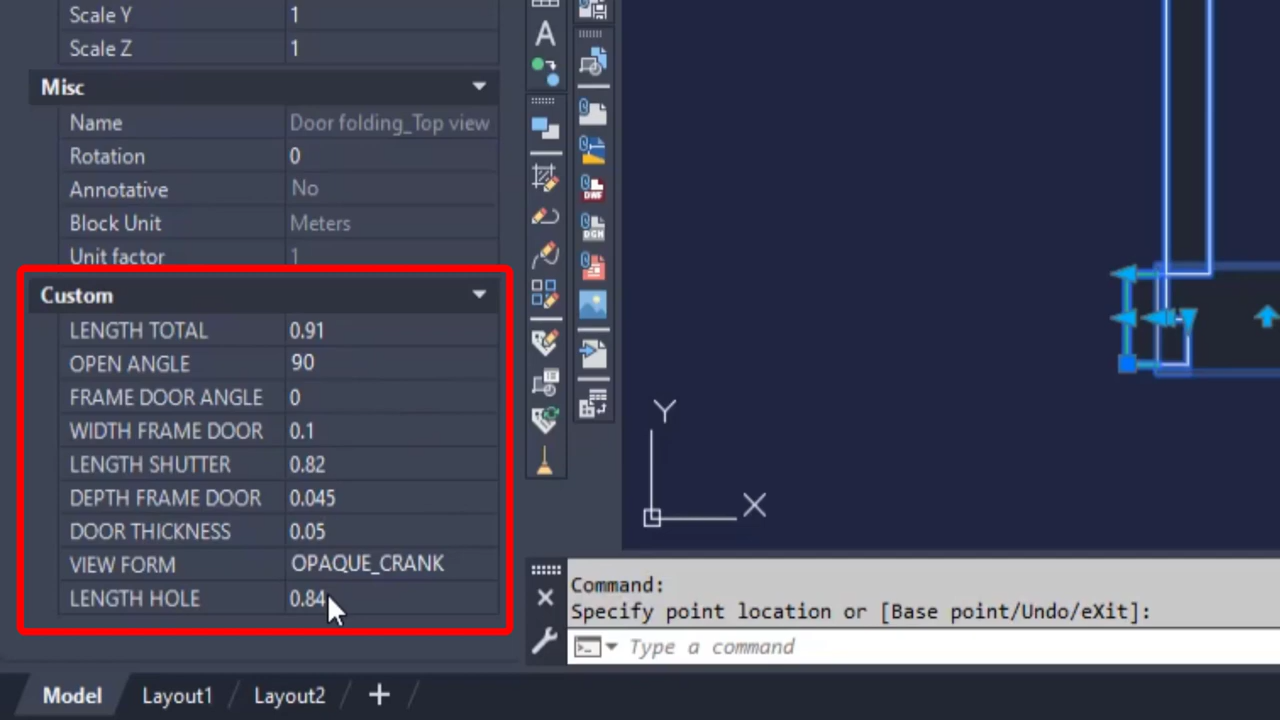 Scale Y 1
Scale Z 1
Misc
Name Door folding_Top view
Rotation 0
Annotative No
Block Unit Meters
Unit factor 1
Custom
LENGTH TOTAL 0.91
OPEN ANGLE 90
FRAME DOOR ANGLE 0
WIDTH FRAME DOOR 0.1
LENGTH SHUTTER 0.82
DEPTH FRAME DOOR 0.045
DOOR THICKNESS 0.05
VIEW FORM OPAQUE_CRANK
LENGTH HOLE 0.84
A
DWF
DGN
Y
X
Command:
Specify point location or [Base point/Undo/eXit]:
Type a command
Model Layout1 Layout2 +